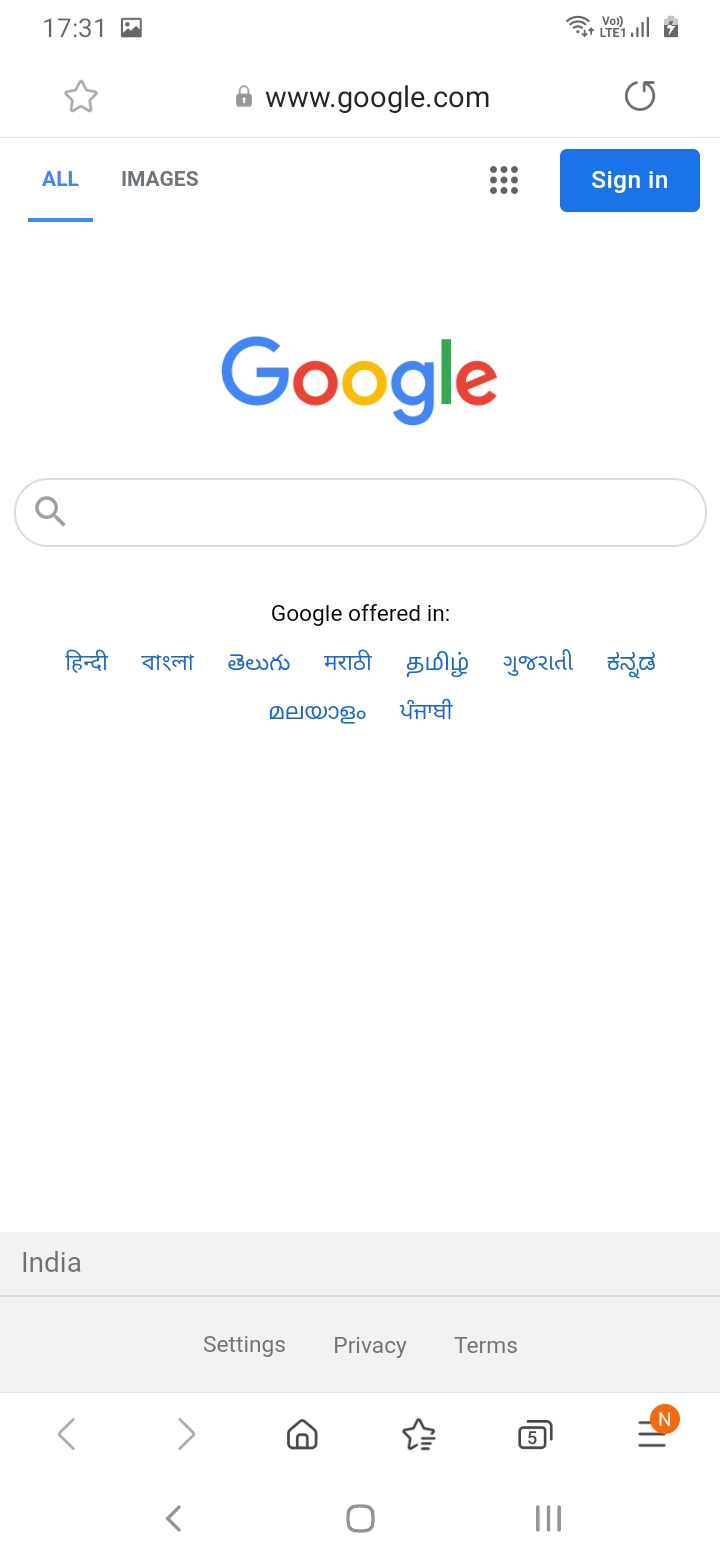 17:31 Vo)) LTE1
www.google.com
ALL IMAGES Sign in
Google
Google offered in:
हिन्दी বাংলা తెలుగు मराठी தமிழ் ગુજરાતી ಕನ್ನಡ
മലയാളം ਪੰਜਾਬੀ
India
Settings Privacy Terms
5 N